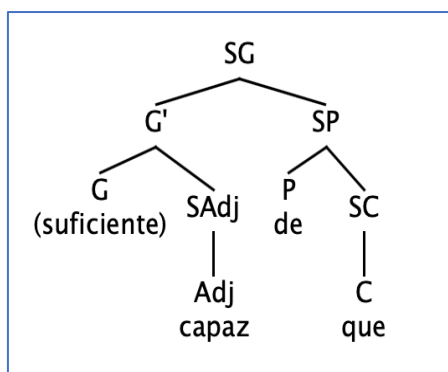 SG
G' SP
G SAdj P SC
(suficiente) de
Adj C
capaz que